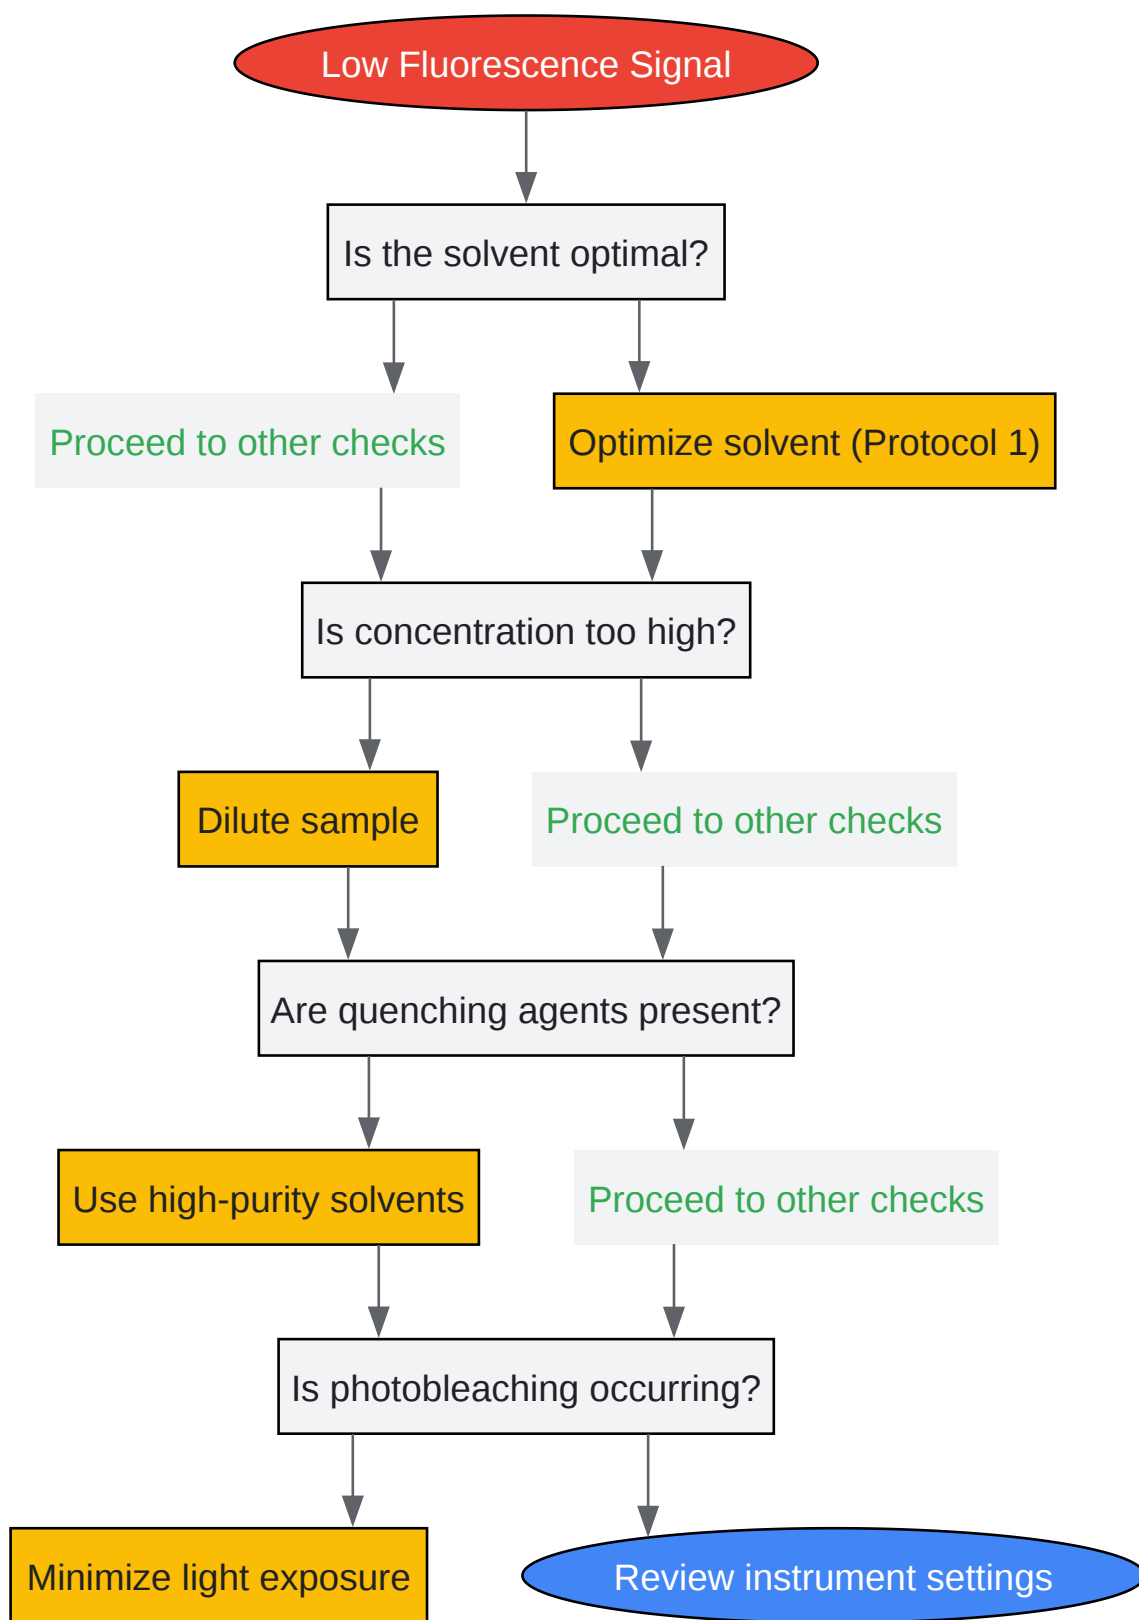 Low Fluorescence Signal
Is the solvent optimal?
Proceed to other checks
Optimize solvent (Protocol 1)
Is concentration too high?
Dilute sample
Proceed to other checks
Are quenching agents present?
Use high-purity solvents
Proceed to other checks
Is photobleaching occurring?
Minimize light exposure
Review instrument settings